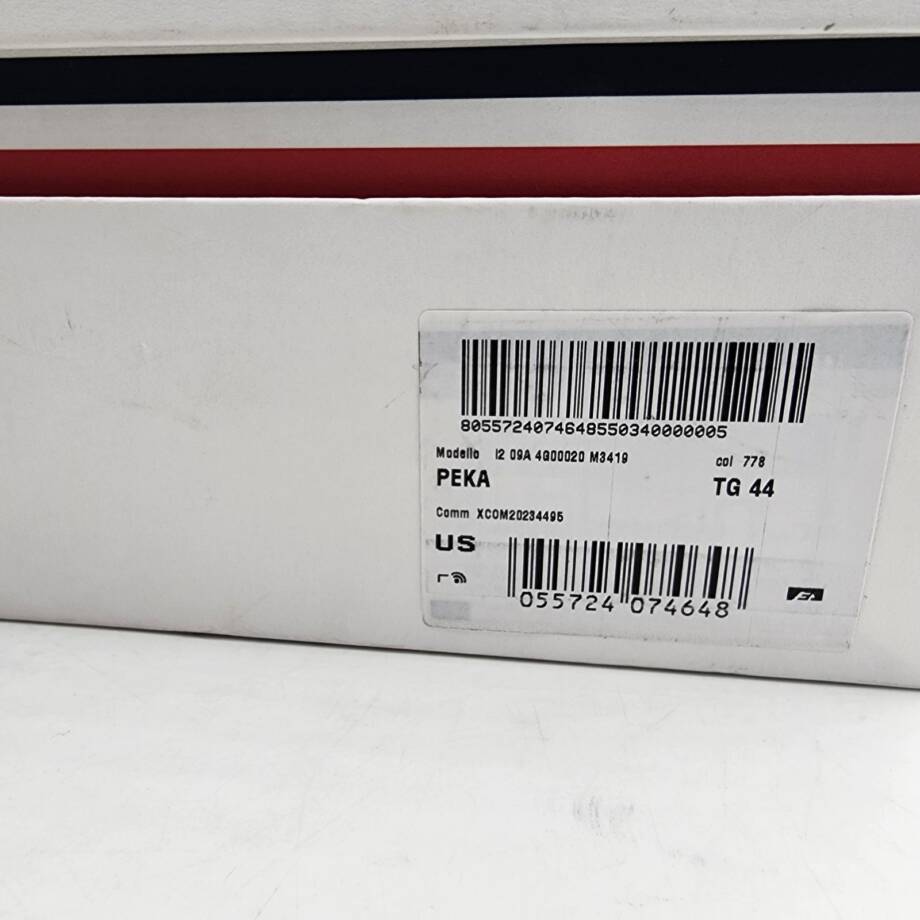 8055724074648550340000005
Modello I2 09A 4G00020 M3419 col 778
PEKA TG 44
Comm XCOM20234495
US
055724 074648